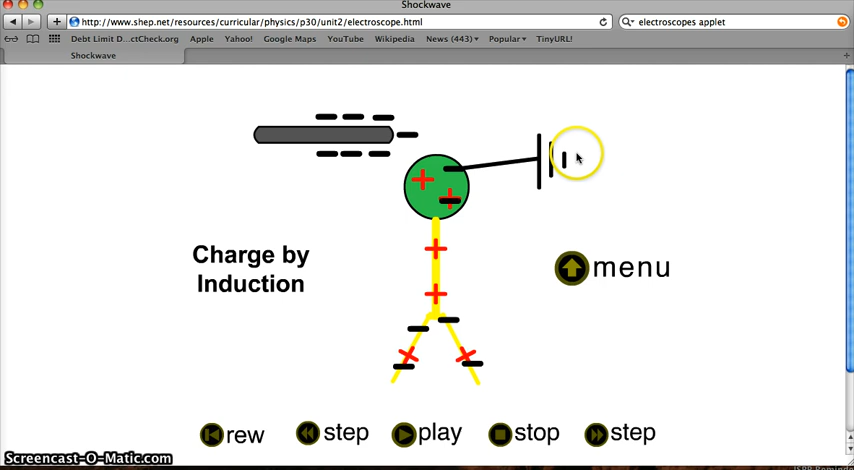 Shockwave
http://www.shep.net/resources/curricular/physics/p30/unit2/electroscope.html
electroscopes applet
Debt Limit D...ctCheck.org Apple Yahoo! Google Maps YouTube Wikipedia News (443) Popular TinyURL!
Shockwave
Charge by
Induction
menu
rew step play stop step
Screencast-O-Matic.com